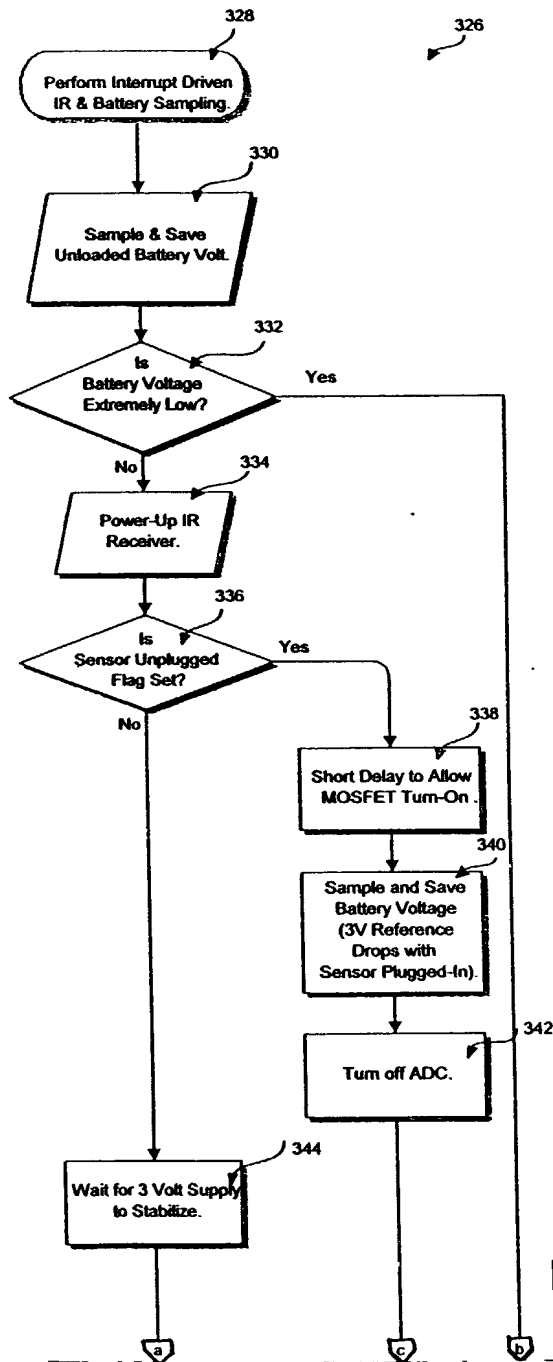 328
326
Perform Interrupt Driven
IR & Battery Sampling.
330
Sample & Save
Unloaded Battery Volt.
332
Is
Battery Voltage
Extremely Low?
Yes
No
334
Power-Up IR
Receiver.
336
Is
Sensor Unplugged
Flag Set?
Yes
No
338
Short Delay to Allow
MOSFET Turn-On .
340
Sample and Save
Battery Voltage
(3V Reference
Drops with
Sensor Plugged-In).
342
Turn off ADC.
344
Wait for 3 Volt Supply
to Stabilize.
a
c
b